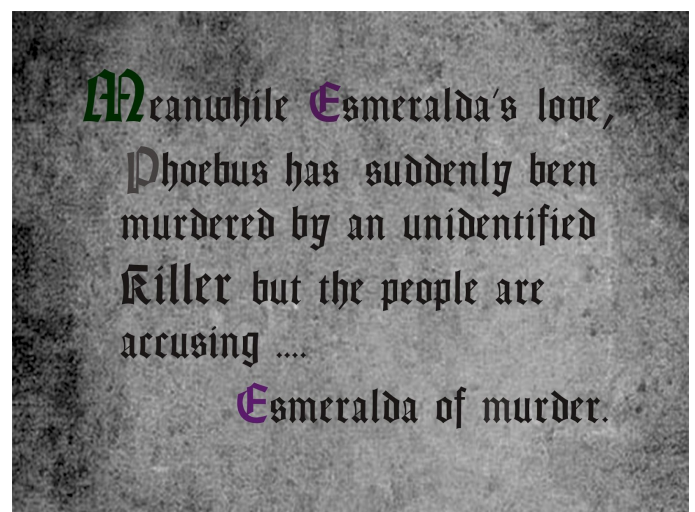 Meanwhile Esmeralda's love,
Phoebus has suddenly been
murdered by an unidentified
Killer but the people are
accusing ....
Esmeralda of murder.